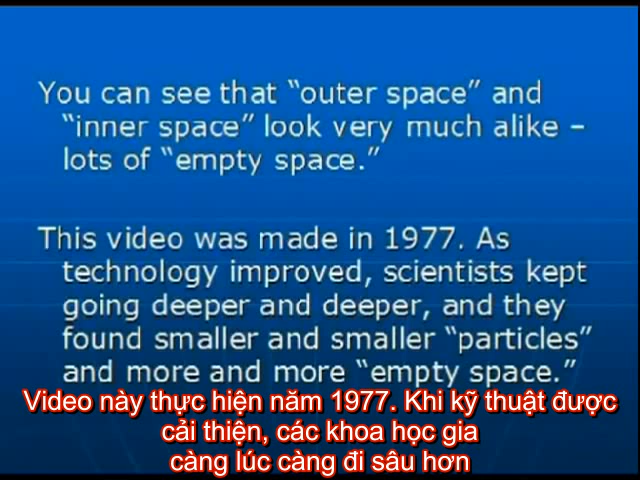 You can see that “outer space” and
“inner space” look very much alike –
lots of “empty space.”
This video was made in 1977. As
technology improved, scientists kept
going deeper and deeper, and they
found smaller and smaller “particles”
and more and more “empty space.”
Video này thực hiện năm 1977. Khi kỹ thuật được
cải thiện, các khoa học gia
càng lúc càng đi sâu hơn